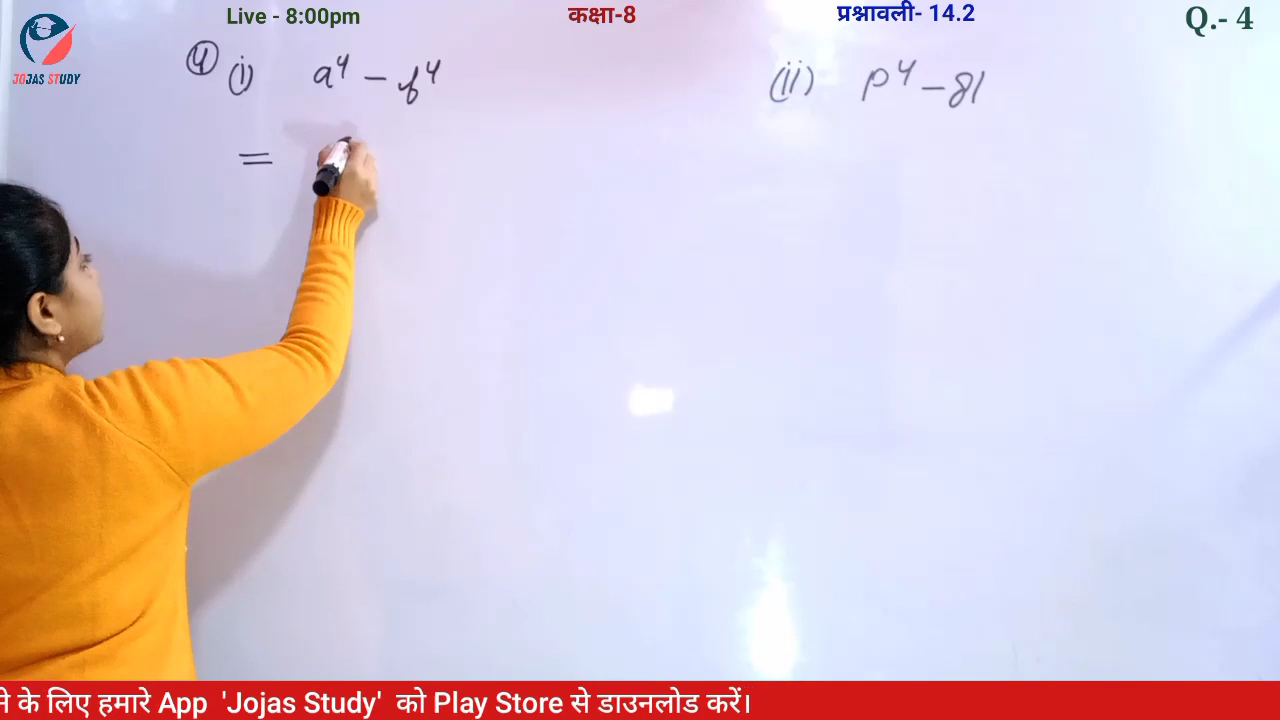 Live - 8:00pm
कक्षा-8
प्रश्नावली- 14.2
Q.- 4
JOJAS STUDY
④ (i) a⁴ - b⁴
(ii) p⁴ - 81
=
ने के लिए हमारे App 'Jojas Study' को Play Store से डाउनलोड करें।